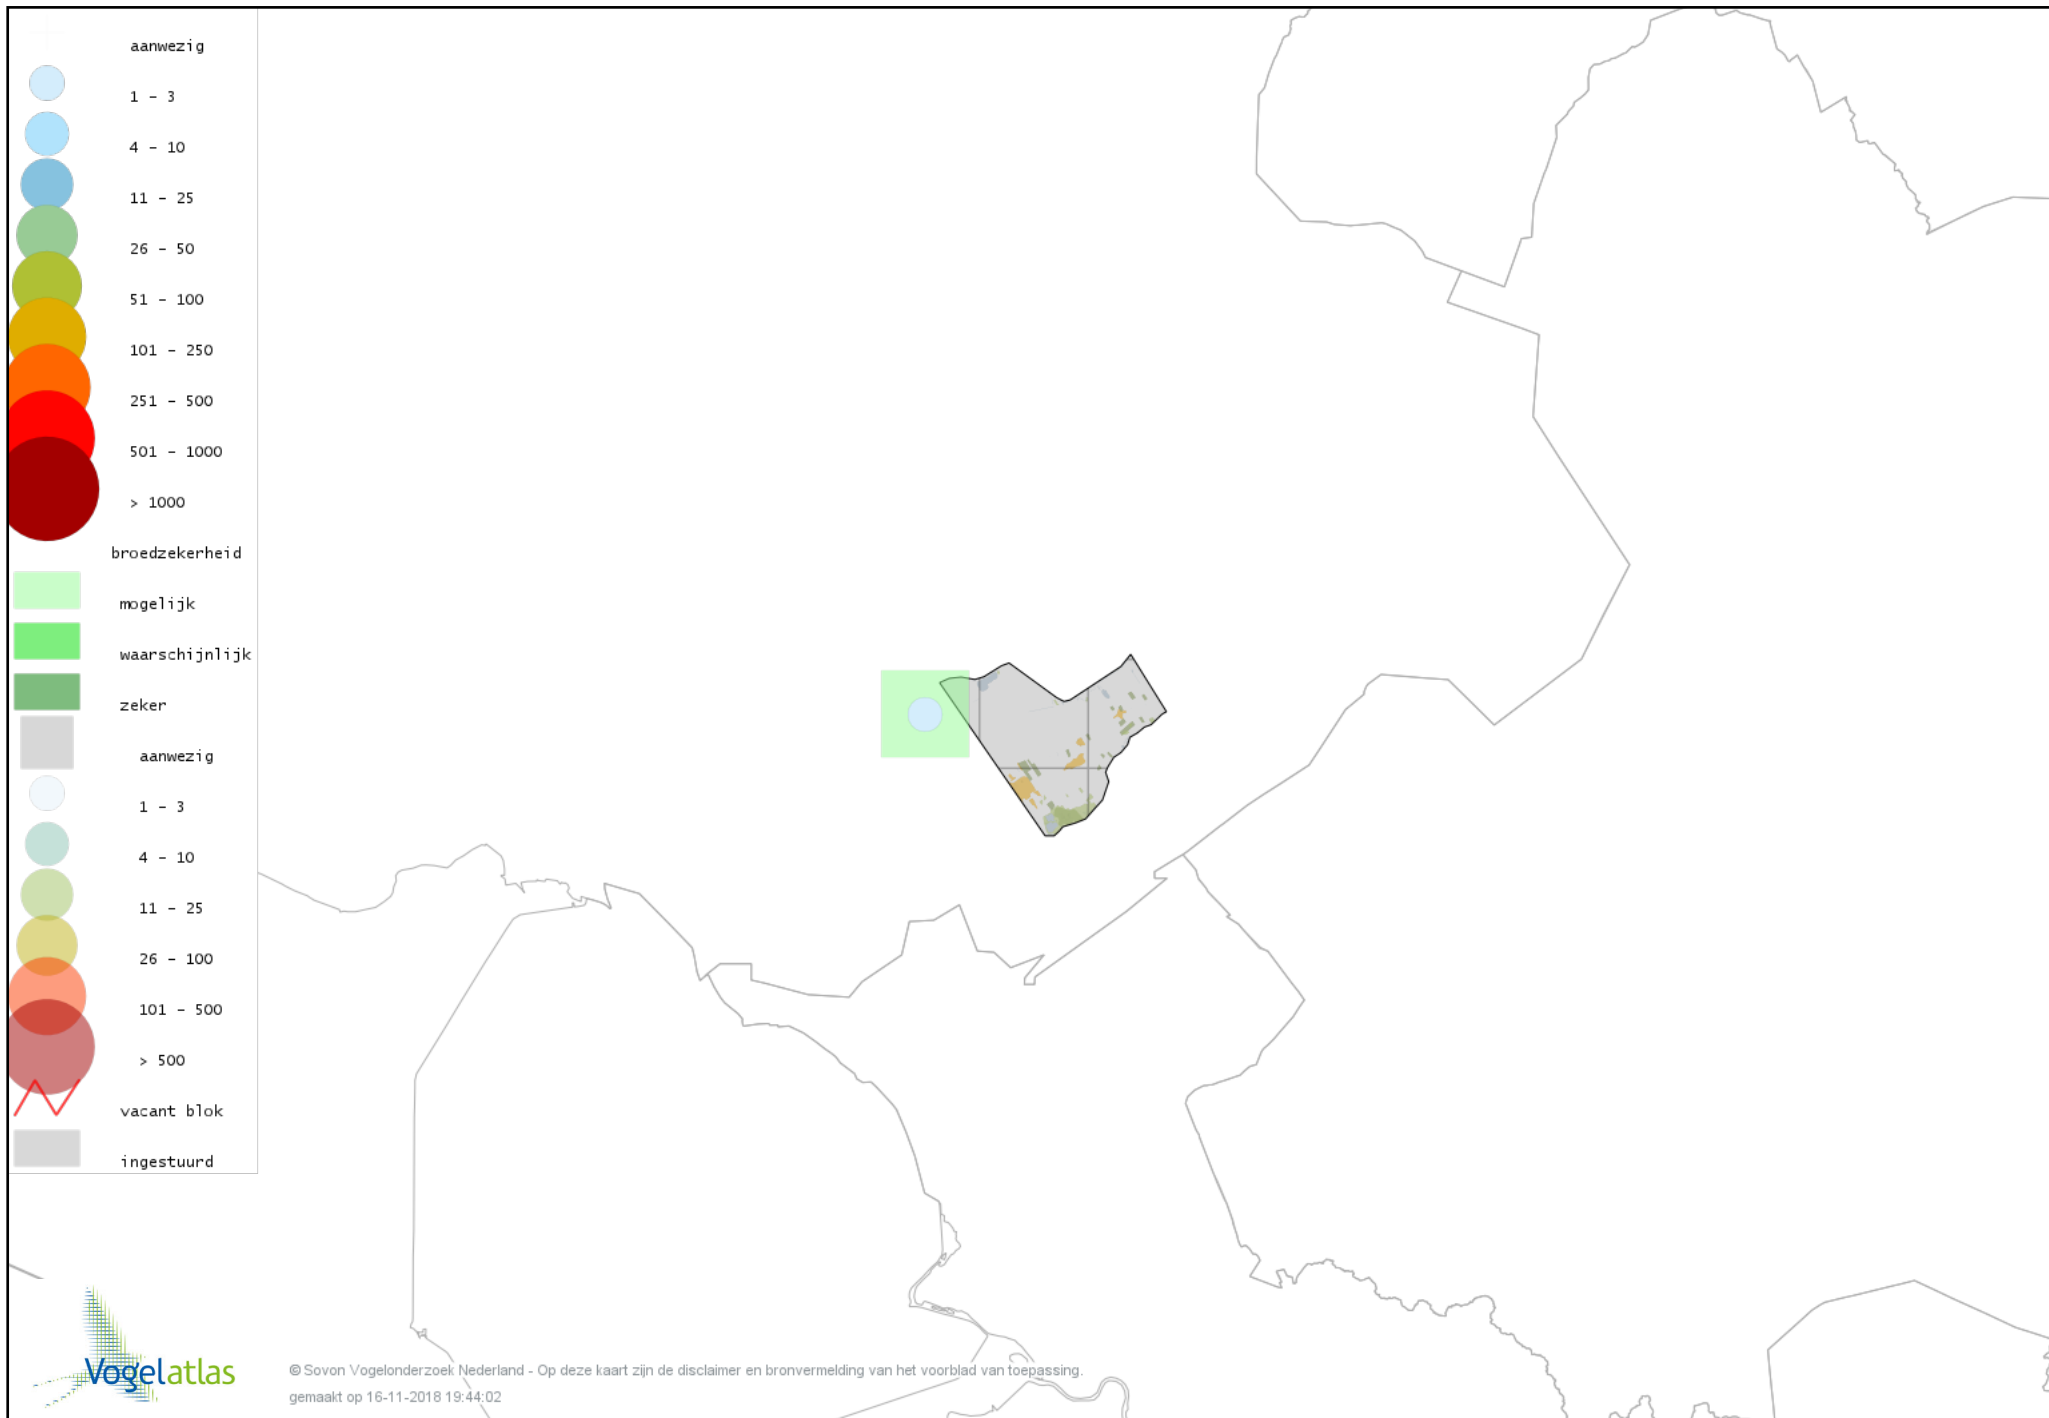 aanwezig
1 - 3
4 - 10
11 - 25
26 - 50
51 - 100
101 - 250
251 - 500
501 - 1000
> 1000
broedzekerheid
mogelijk
waarschijnlijk
zeker
aanwezig
1 - 3
4 - 10
11 - 25
26 - 100
101 - 500
> 500
vacant blok
ingestuurd
Vogelatlas
© Sovon Vogelonderzoek Nederland - Op deze kaart zijn de disclaimer en bronvermelding van het voorblad van toepassing.
gemaakt op 16-11-2018 19:44:02